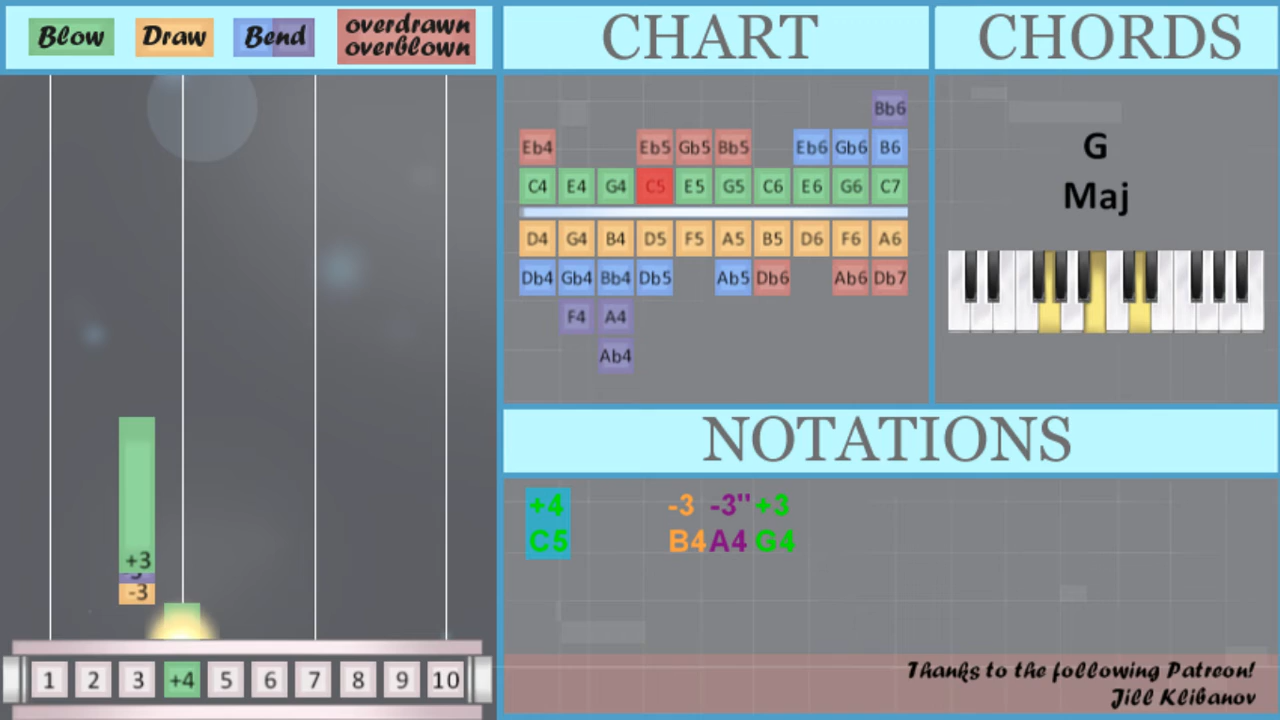 Blow Draw Bend overdrawn
overblown
CHART
CHORDS
Bb6
Eb4 Eb5 Gb5 Bb5 Eb6 Gb6 B6
C4 E4 G4 C5 E5 G5 C6 E6 G6 C7
D4 G4 B4 D5 F5 A5 B5 D6 F6 A6
Db4 Gb4 Bb4 Db5 Ab5 Db6 Ab6 Db7
F4 A4
Ab4
G
Maj
NOTATIONS
+4 -3 -3" +3
C5 B4 A4 G4
+3
-3
1 2 3 +4 5 6 7 8 9 10
Thanks to the following Patreon!
Jill Klibanov